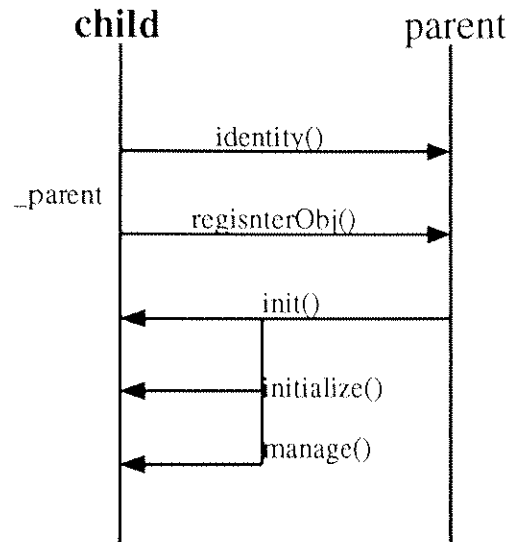 child parent
identity()
_parent
regisnterObj()
init()
initialize()
manage()